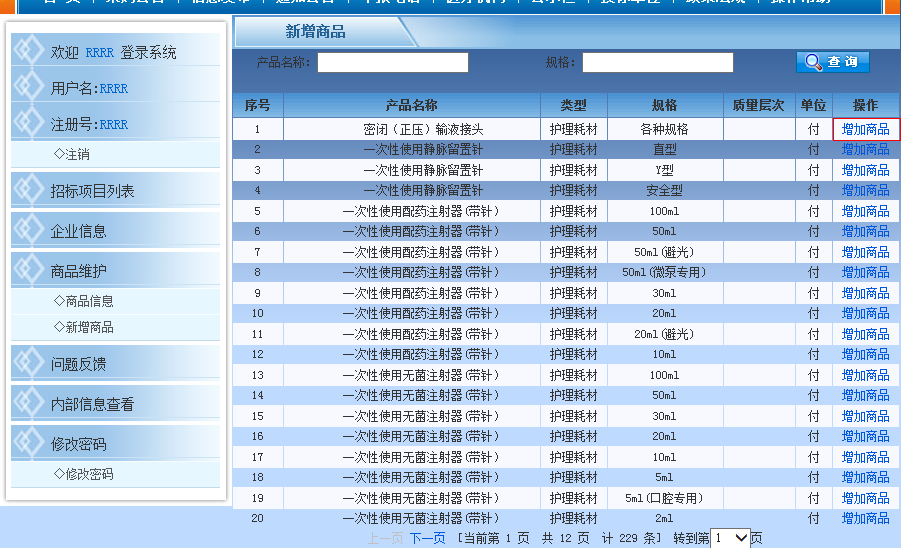 新增商品
欢迎 RRRR 登录系统
用户名:RRRR
注册号:RRRR
◇注销
招标项目列表
企业信息
商品维护
◇商品信息
◇新增商品
问题反馈
内部信息查看
修改密码
◇修改密码
产品名称: 规格: 查 询
序号 产品名称 类型 规格 质量层次 单位 操作
1 密闭（正压）输液接头 护理耗材 各种规格 付 增加商品
2 一次性使用静脉留置针 护理耗材 直型 付 增加商品
3 一次性使用静脉留置针 护理耗材 Y型 付 增加商品
4 一次性使用静脉留置针 护理耗材 安全型 付 增加商品
5 一次性使用配药注射器(带针) 护理耗材 100ml 付 增加商品
6 一次性使用配药注射器(带针) 护理耗材 50ml 付 增加商品
7 一次性使用配药注射器(带针) 护理耗材 50ml(避光) 付 增加商品
8 一次性使用配药注射器(带针) 护理耗材 50ml(微泵专用) 付 增加商品
9 一次性使用配药注射器(带针) 护理耗材 30ml 付 增加商品
10 一次性使用配药注射器(带针) 护理耗材 20ml 付 增加商品
11 一次性使用配药注射器(带针) 护理耗材 20ml(避光) 付 增加商品
12 一次性使用配药注射器(带针) 护理耗材 10ml 付 增加商品
13 一次性使用无菌注射器(带针) 护理耗材 100ml 付 增加商品
14 一次性使用无菌注射器(带针) 护理耗材 50ml 付 增加商品
15 一次性使用无菌注射器(带针) 护理耗材 30ml 付 增加商品
16 一次性使用无菌注射器(带针) 护理耗材 20ml 付 增加商品
17 一次性使用无菌注射器(带针) 护理耗材 10ml 付 增加商品
18 一次性使用无菌注射器(带针) 护理耗材 5ml 付 增加商品
19 一次性使用无菌注射器(带针) 护理耗材 5ml(口腔专用) 付 增加商品
20 一次性使用无菌注射器(带针) 护理耗材 2ml 付 增加商品
上一页 下一页 [当前第 1 页 共 12 页 计 229 条] 转到第 1 页